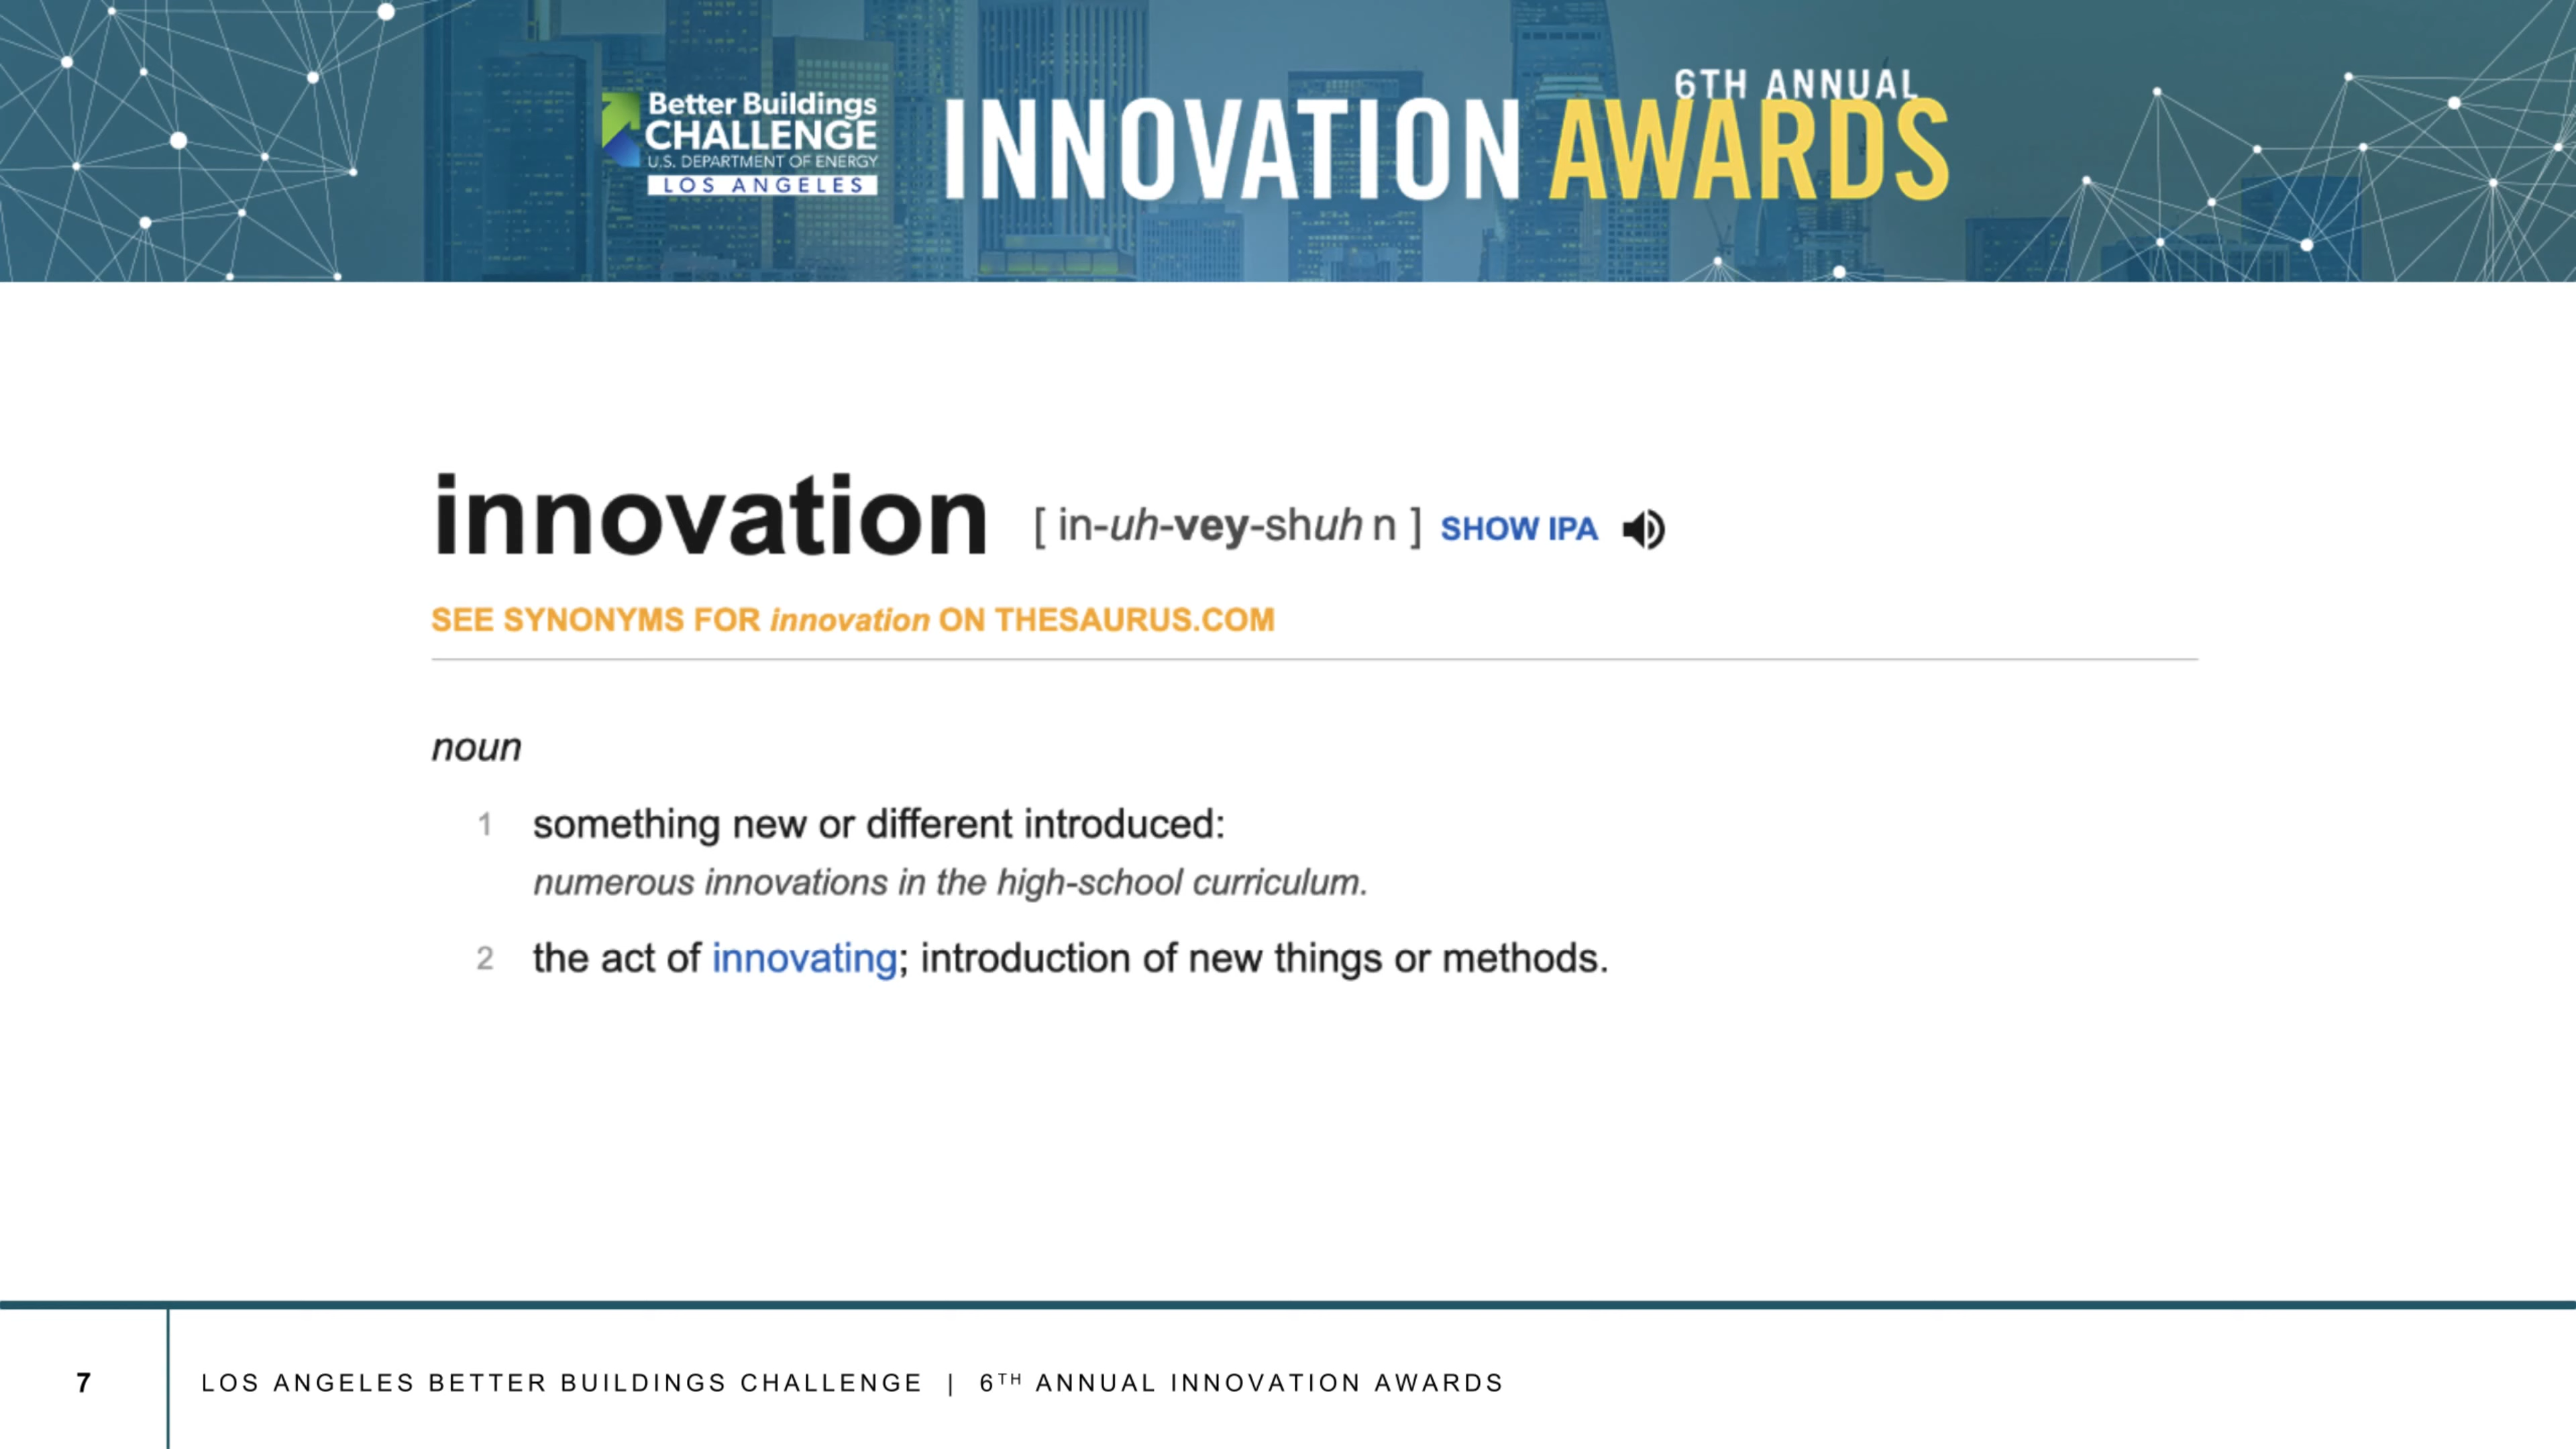 Better Buildings
CHALLENGE
U.S. DEPARTMENT OF ENERGY
LOS ANGELES
6TH ANNUAL
INNOVATION AWARDS
innovation [ in-uh-vey-shuh n ] SHOW IPA
SEE SYNONYMS FOR innovation ON THESAURUS.COM
noun
1 something new or different introduced:
numerous innovations in the high-school curriculum.
2 the act of innovating; introduction of new things or methods.
7 LOS ANGELES BETTER BUILDINGS CHALLENGE | 6TH ANNUAL INNOVATION AWARDS